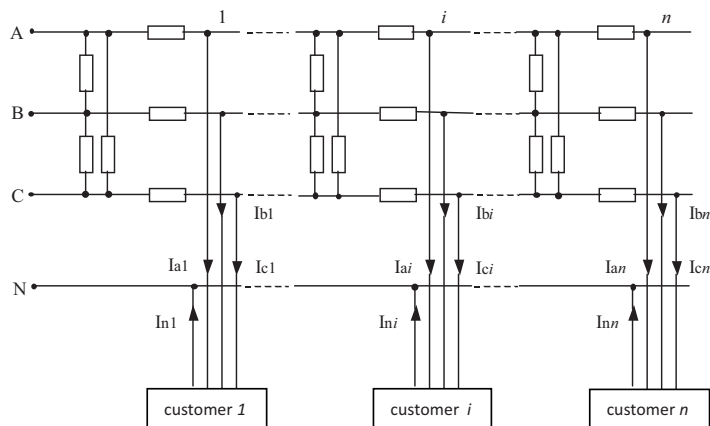 1 i n
A
B
C
Ib1 Ibi Ibn
Ia1 Ic1 Iai Ici Ian Icn
N
In1 Ini Inn
customer 1 customer i customer n